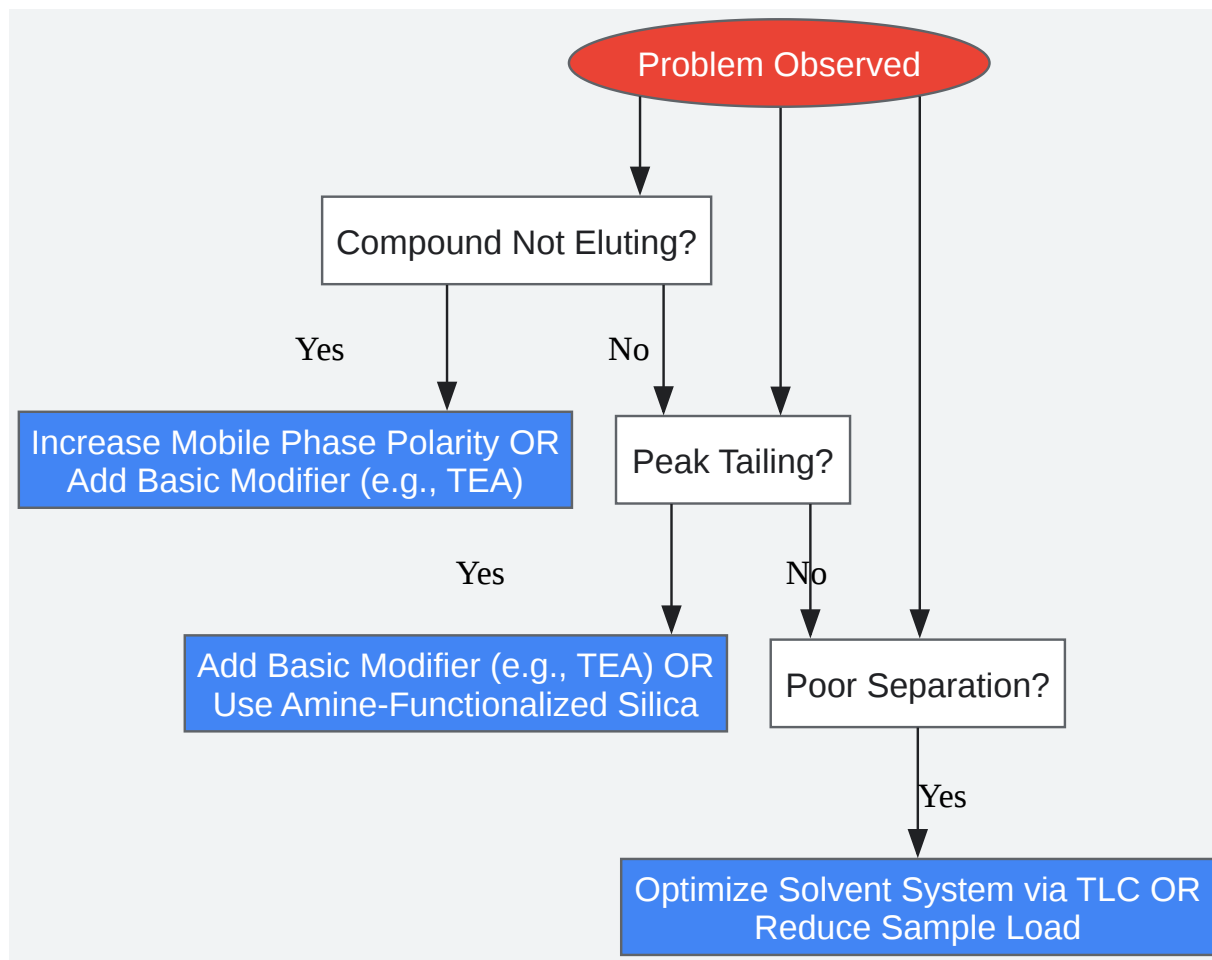 Problem Observed
Compound Not Eluting?
Yes
No
Increase Mobile Phase Polarity OR
Add Basic Modifier (e.g., TEA)
Peak Tailing?
Yes
No
Add Basic Modifier (e.g., TEA) OR
Use Amine-Functionalized Silica
Poor Separation?
Yes
Optimize Solvent System via TLC OR
Reduce Sample Load